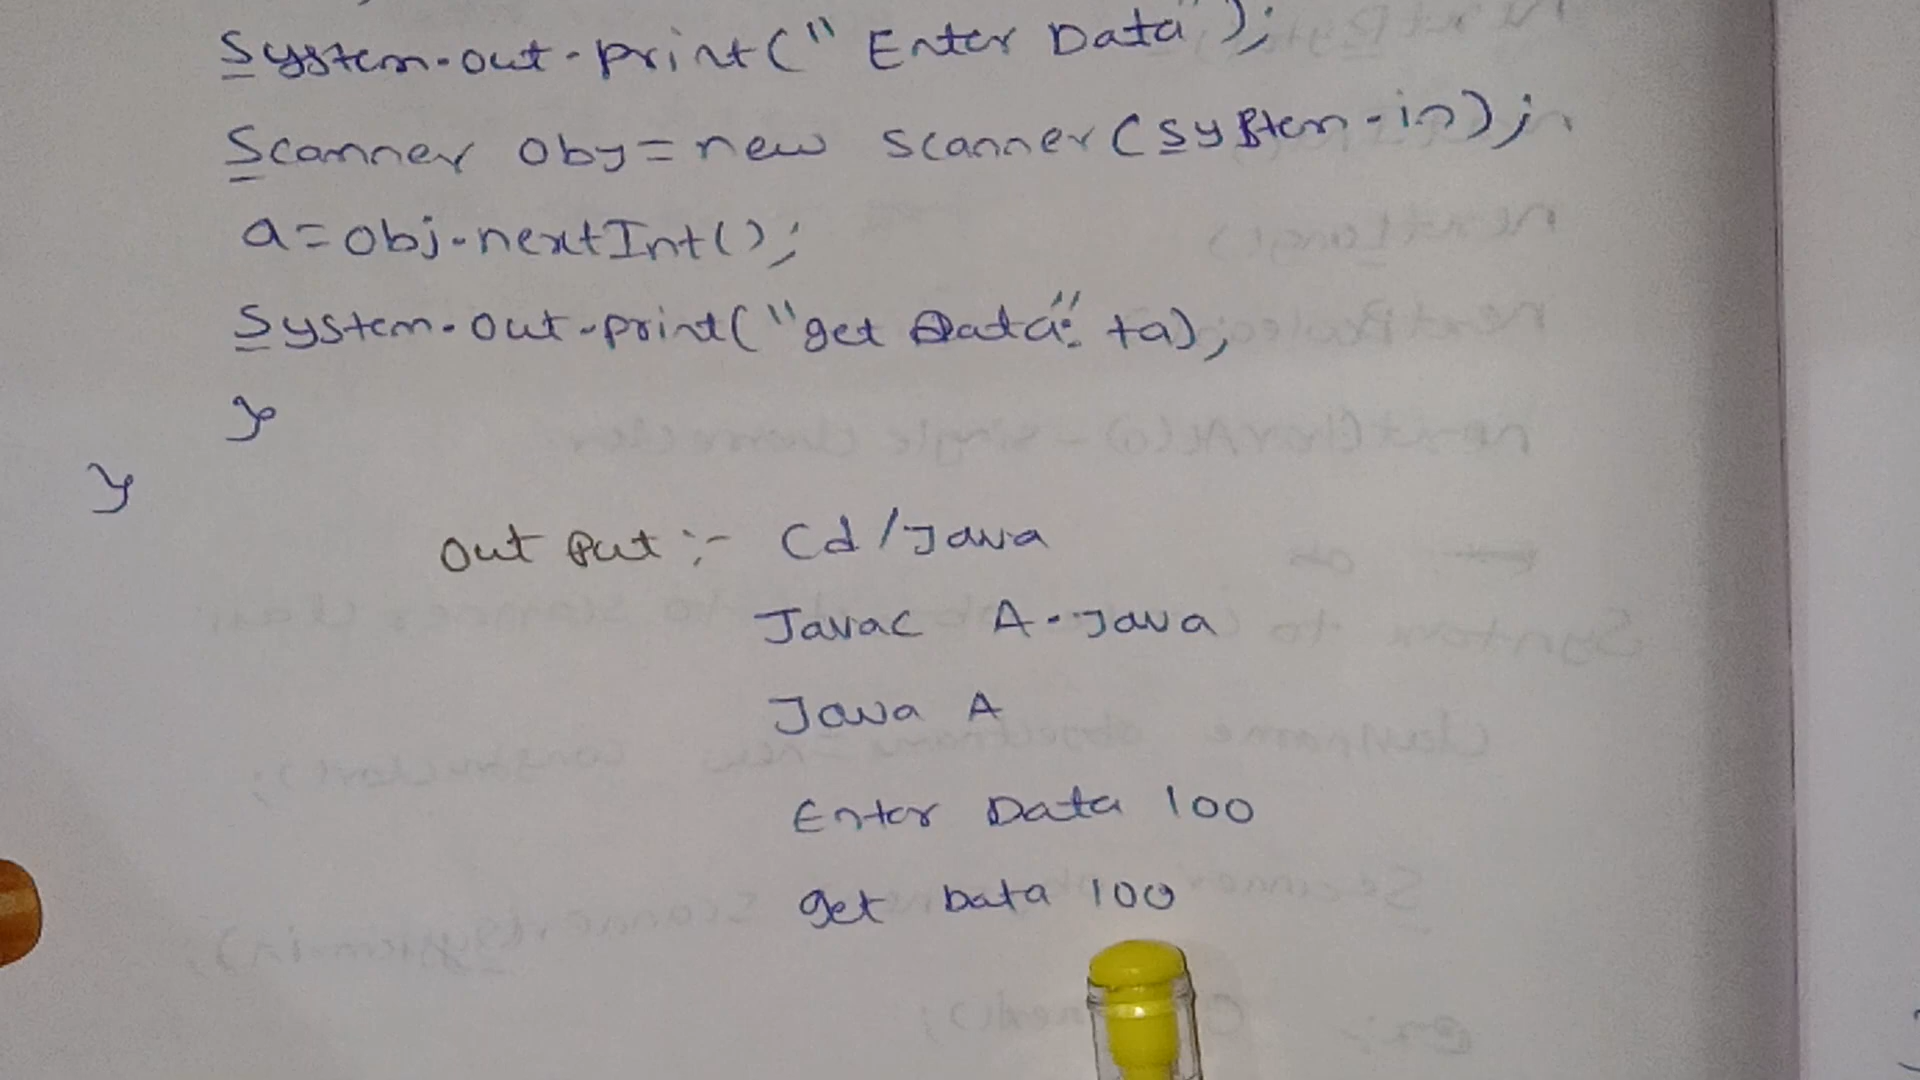 System.out.print(" Enter Data");
Scanner obj=new scanner(system.in);
a=obj.nextInt();
System.out.print("get Data:" +a);
}
}
out put :- cd/Java
Javac A.java
Java A
Enter Data 100
get Data 100